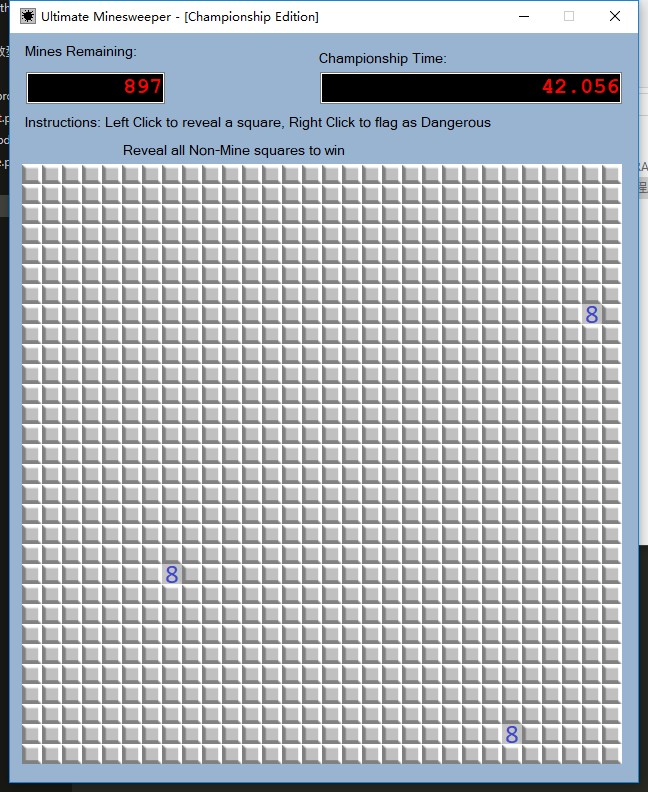 Ultimate Minesweeper - [Championship Edition]
Mines Remaining:
Championship Time:
897
42.056
Instructions: Left Click to reveal a square, Right Click to flag as Dangerous
Reveal all Non-Mine squares to win
8
8
8